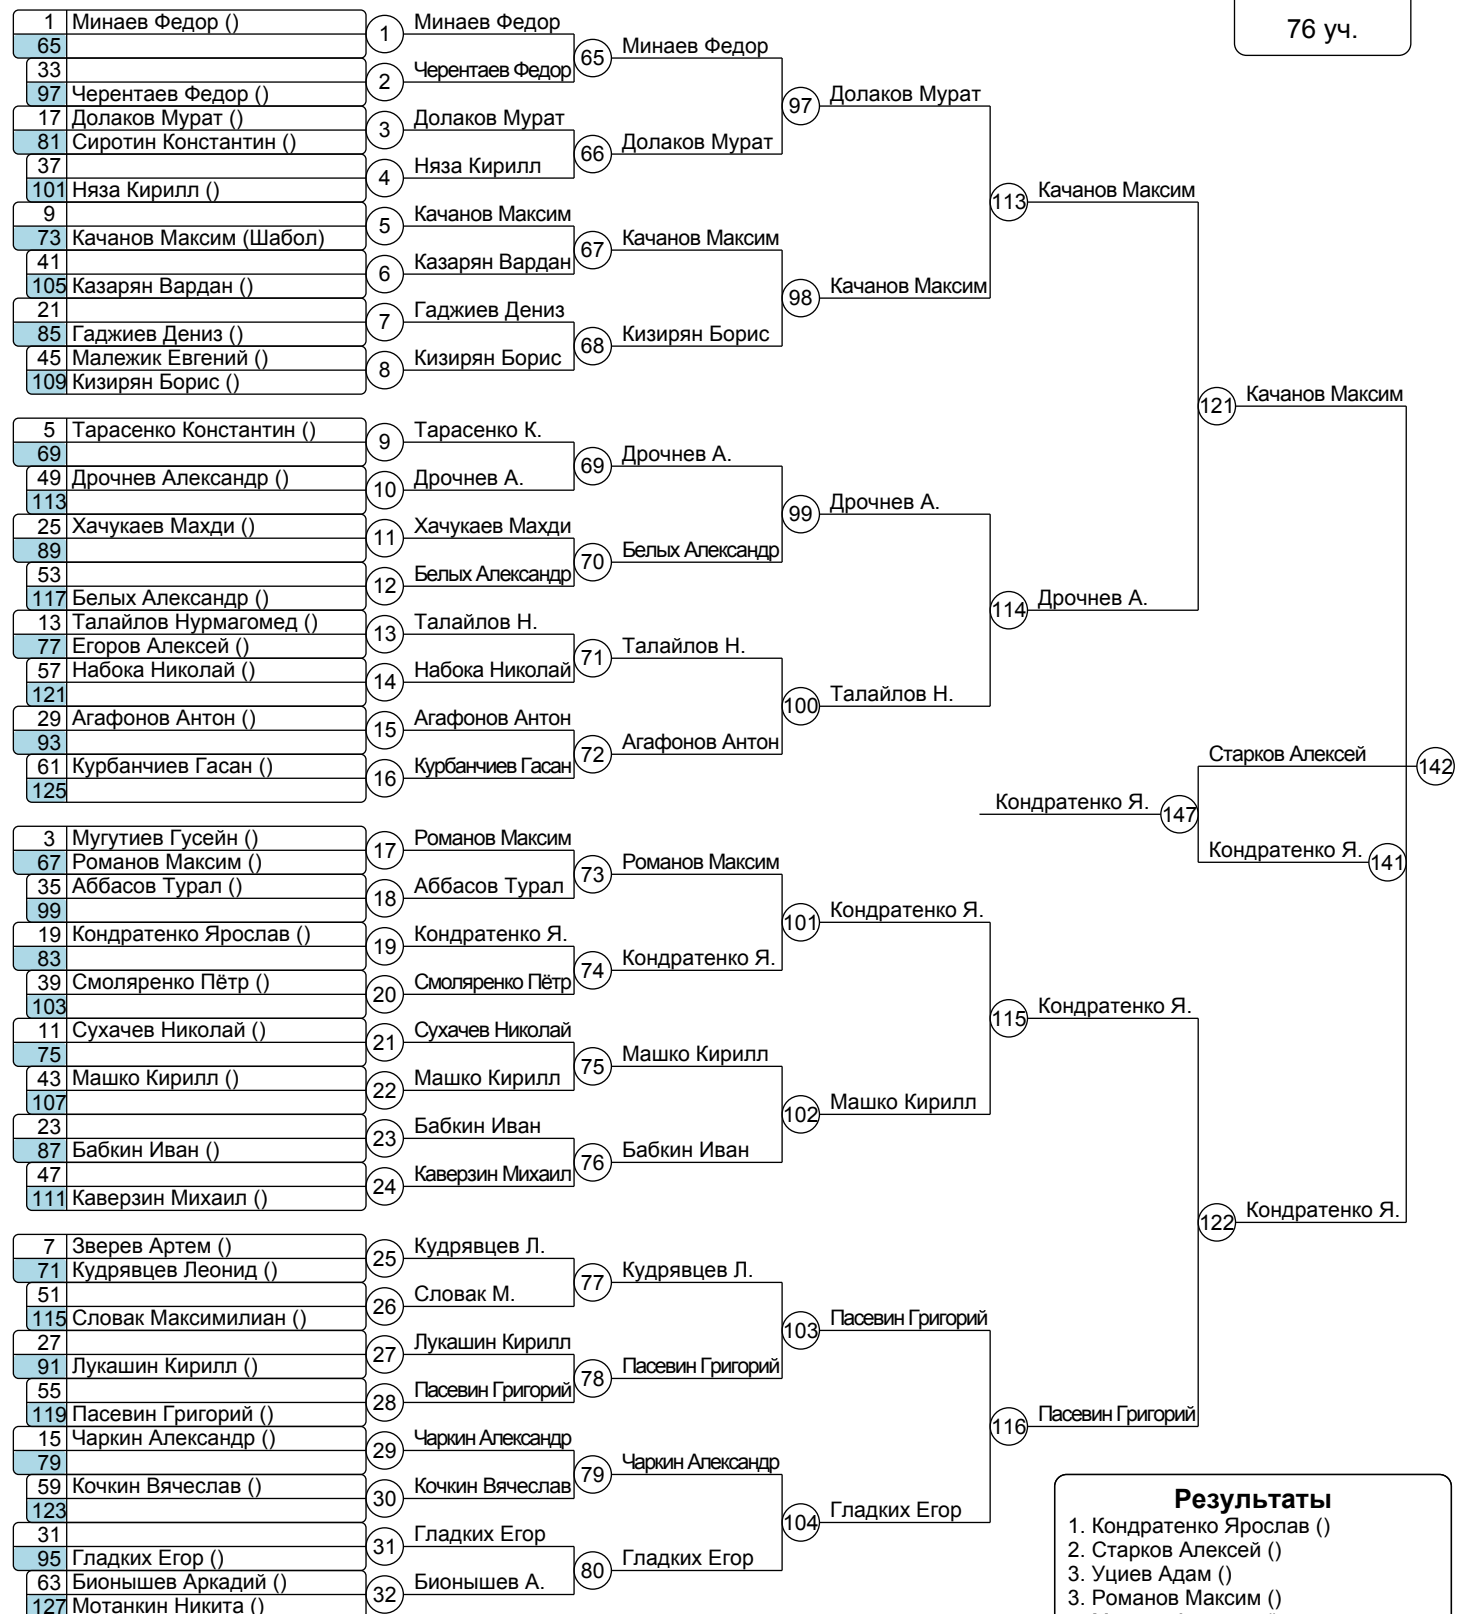 76 уч.
1 Минаев Федор ()
65
33
97 Черентаев Федор ()
17 Долаков Мурат ()
81 Сиротин Константин ()
37
101 Няза Кирилл ()
9
73 Качанов Максим (Шабол)
41
105 Казарян Вардан ()
21
85 Гаджиев Дениз ()
45 Малежик Евгений ()
109 Кизирян Борис ()
5 Тарасенко Константин ()
69
49 Дрочнев Александр ()
113
25 Хачукаев Махди ()
89
53
117 Белых Александр ()
13 Талайлов Нурмагомед ()
77 Егоров Алексей ()
57 Набока Николай ()
121
29 Агафонов Антон ()
93
61 Курбанчиев Гасан ()
125
3 Мугутиев Гусейн ()
67 Романов Максим ()
35 Аббасов Турал ()
99
19 Кондратенко Ярослав ()
83
39 Смоляренко Пётр ()
103
11 Сухачев Николай ()
75
43 Машко Кирилл ()
107
23
87 Бабкин Иван ()
47
111 Каверзин Михаил ()
7 Зверев Артем ()
71 Кудрявцев Леонид ()
51
115 Словак Максимилиан ()
27
91 Лукашин Кирилл ()
55
119 Пасевин Григорий ()
15 Чаркин Александр ()
79
59 Кочкин Вячеслав ()
123
31
95 Гладких Егор ()
63 Бионышев Аркадий ()
127 Мотанкин Никита ()
1 Минаев Федор
2 Черентаев Федор
3 Долаков Мурат
4 Няза Кирилл
5 Качанов Максим
6 Казарян Вардан
7 Гаджиев Дениз
8 Кизирян Борис
9 Тарасенко К.
10 Дрочнев А.
11 Хачукаев Махди
12 Белых Александр
13 Талайлов Н.
14 Набока Николай
15 Агафонов Антон
16 Курбанчиев Гасан
17 Романов Максим
18 Аббасов Турал
19 Кондратенко Я.
20 Смоляренко Пётр
21 Сухачев Николай
22 Машко Кирилл
23 Бабкин Иван
24 Каверзин Михаил
25 Кудрявцев Л.
26 Словак М.
27 Лукашин Кирилл
28 Пасевин Григорий
29 Чаркин Александр
30 Кочкин Вячеслав
31 Гладких Егор
32 Бионышев А.
65 Минаев Федор
66 Долаков Мурат
67 Качанов Максим
68 Кизирян Борис
69 Дрочнев А.
70 Белых Александр
71 Талайлов Н.
72 Агафонов Антон
73 Романов Максим
74 Кондратенко Я.
75 Машко Кирилл
76 Бабкин Иван
77 Кудрявцев Л.
78 Пасевин Григорий
79 Чаркин Александр
80 Гладких Егор
97 Долаков Мурат
98 Качанов Максим
99 Дрочнев А.
100 Талайлов Н.
101 Кондратенко Я.
102 Машко Кирилл
103 Пасевин Григорий
104 Гладких Егор
113 Качанов Максим
114 Дрочнев А.
115 Кондратенко Я.
116 Пасевин Григорий
121 Качанов Максим
122 Кондратенко Я.
Старков Алексей 142
Кондратенко Я. 147
Кондратенко Я. 141
Результаты
1. Кондратенко Ярослав ()
2. Старков Алексей ()
3. Уциев Адам ()
3. Романов Максим ()